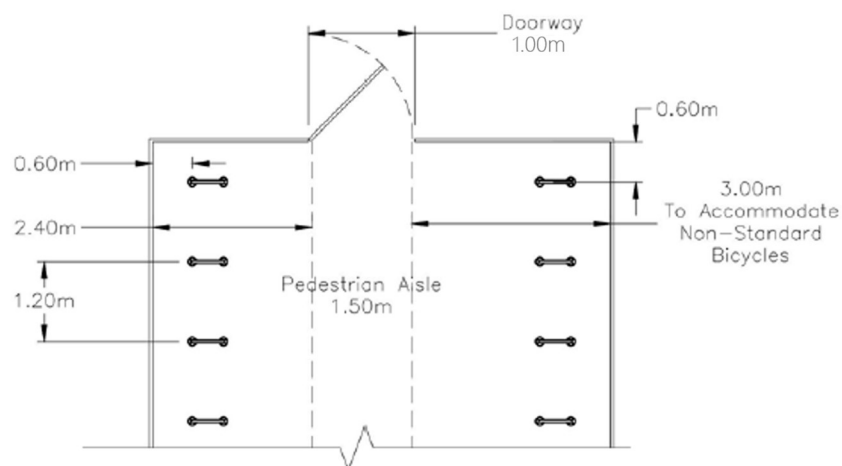 Doorway
1.00m
0.60m
0.60m
3.00m
To Accommodate
Non-Standard
Bicycles
2.40m
Pedestrian Aisle
1.50m
1.20m